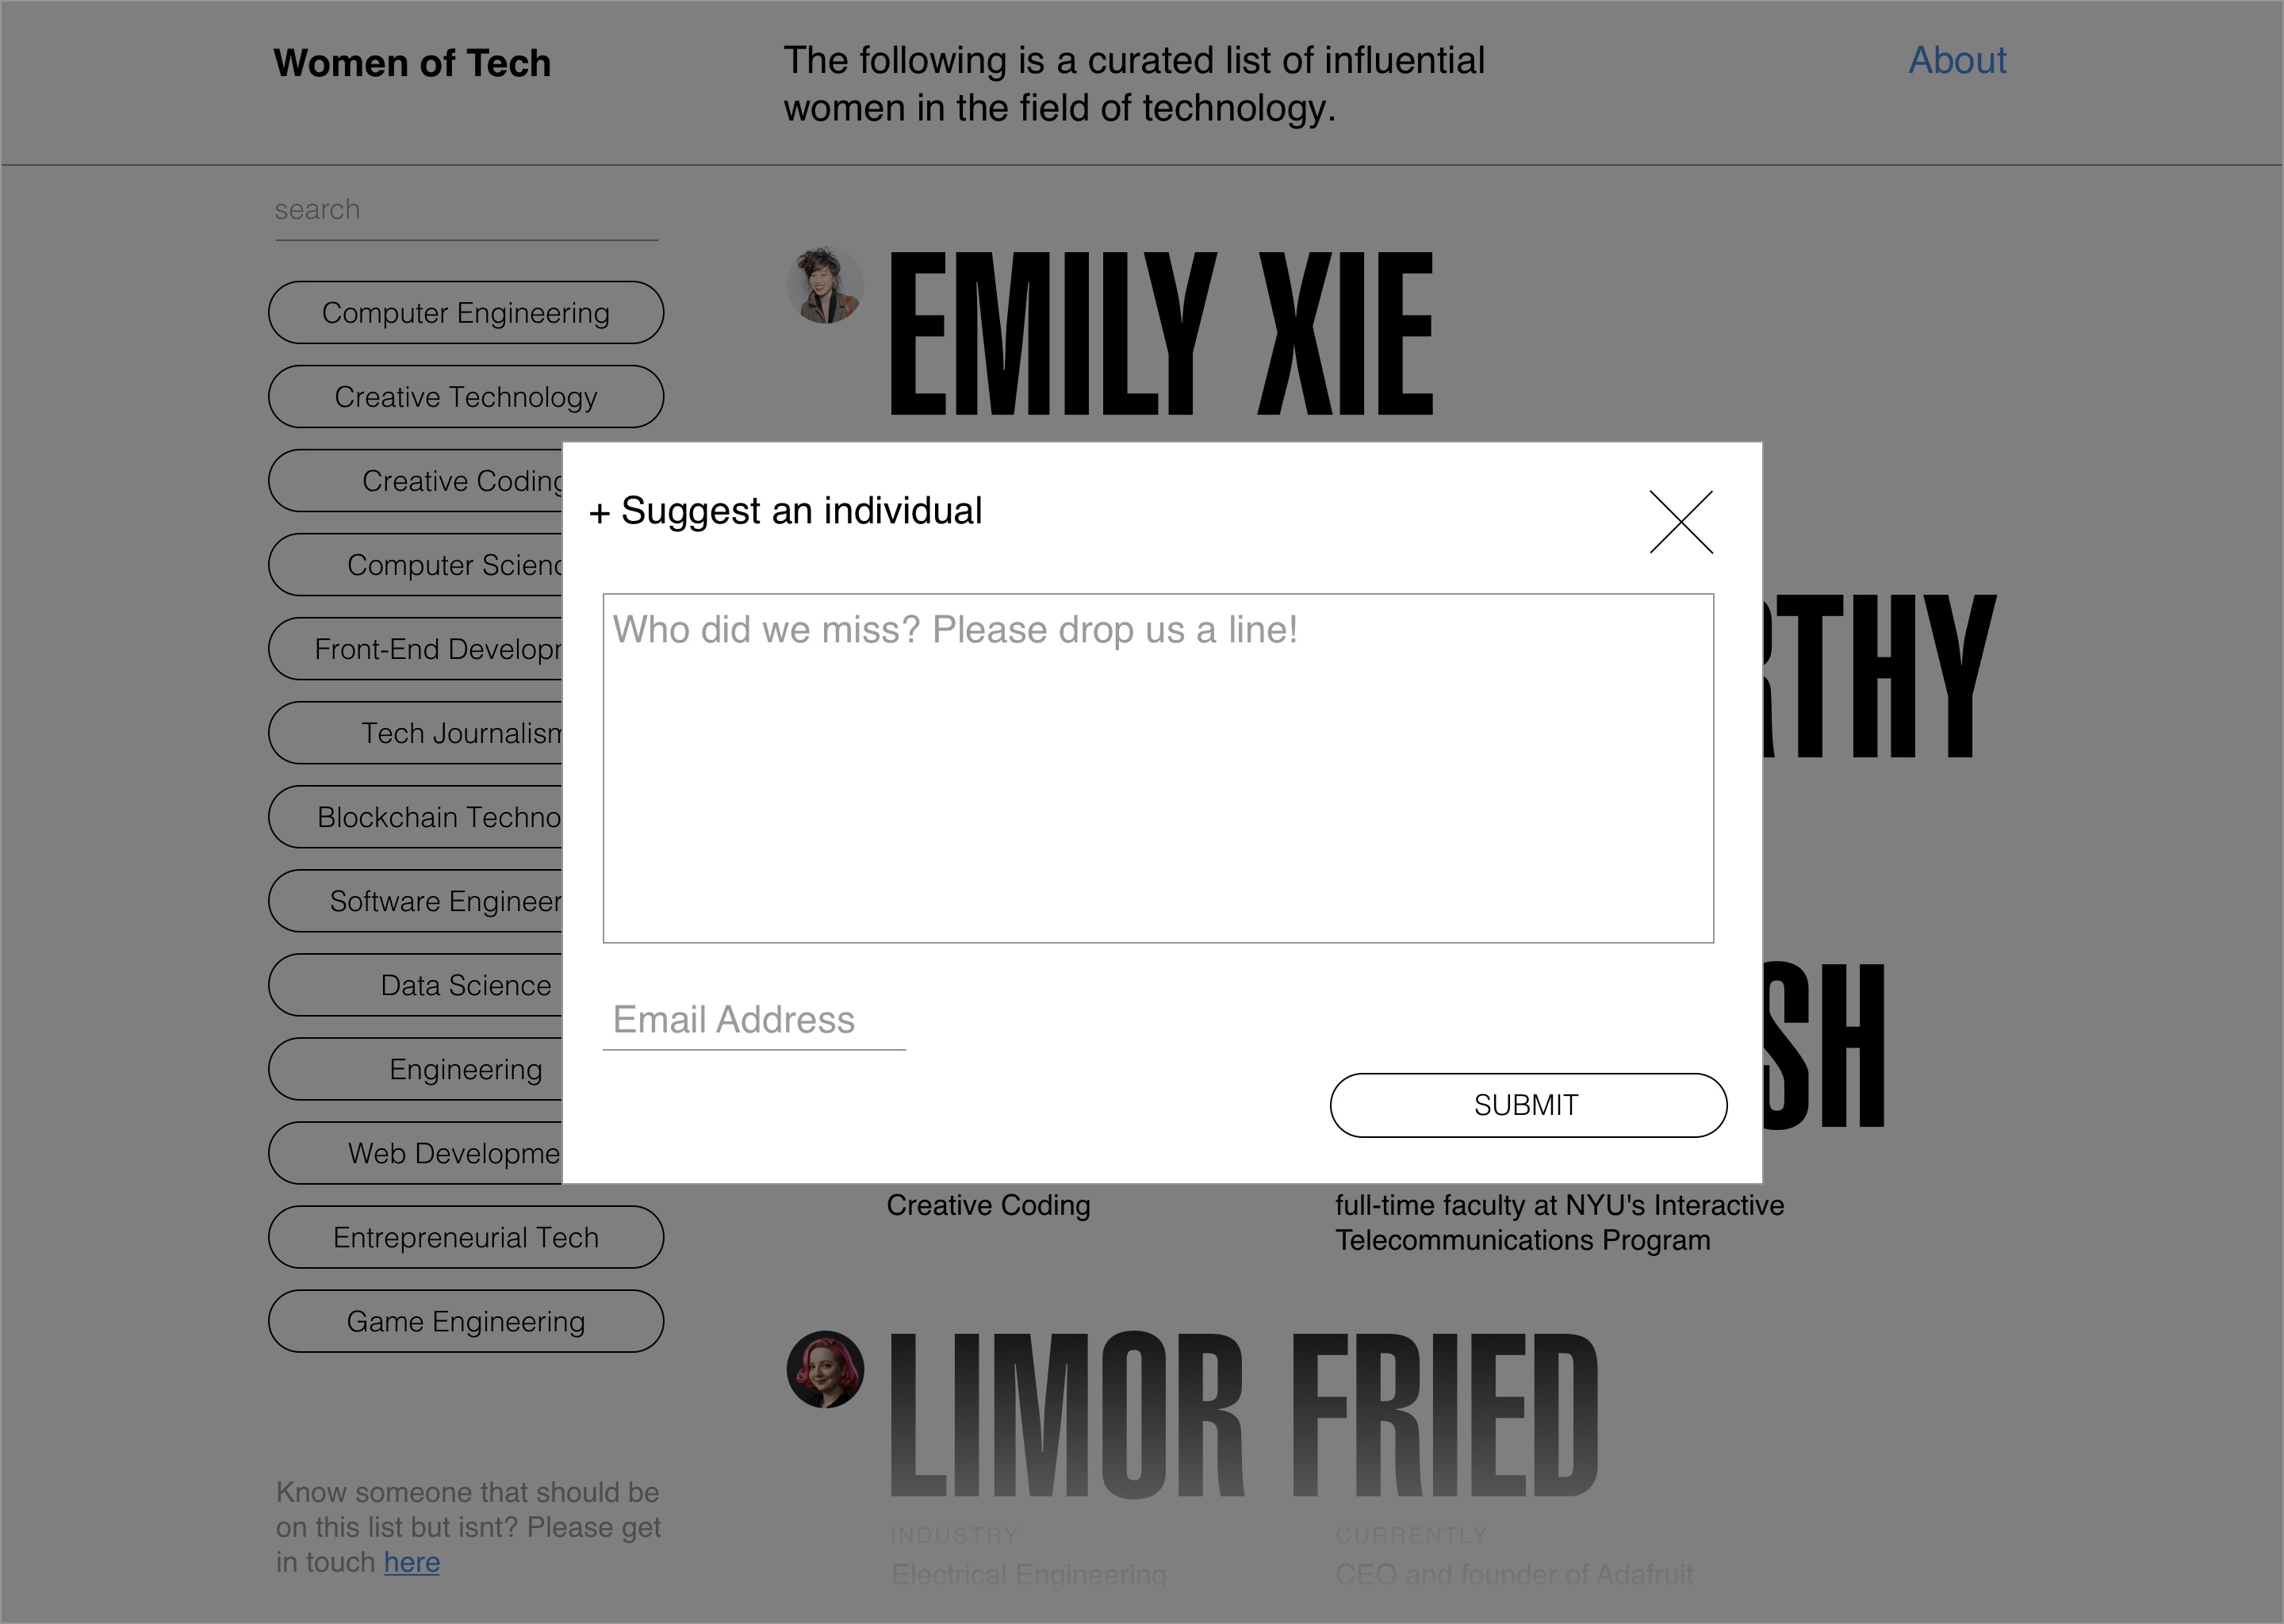 Women of Tech
The following is a curated list of influential
women in the field of technology.
About
search
Computer Engineering
Creative Technology
Creative Coding
Computer Scienc
Front-End Develop
Tech Journalism
Blockchain Techno
Software Engineer
Data Science
Engineering
Web Developme
Entrepreneurial Tech
Game Engineering
Know someone that should be
on this list but isnt? Please get
in touch here
EMILY XIE
RTHY
SH
+ Suggest an individual
Who did we miss? Please drop us a line!
Email Address
SUBMIT
Creative Coding
full-time faculty at NYU's Interactive
Telecommunications Program
LIMOR FRIED
INDUSTRY
Electrical Engineering
CURRENTLY
CEO and founder of Adafruit